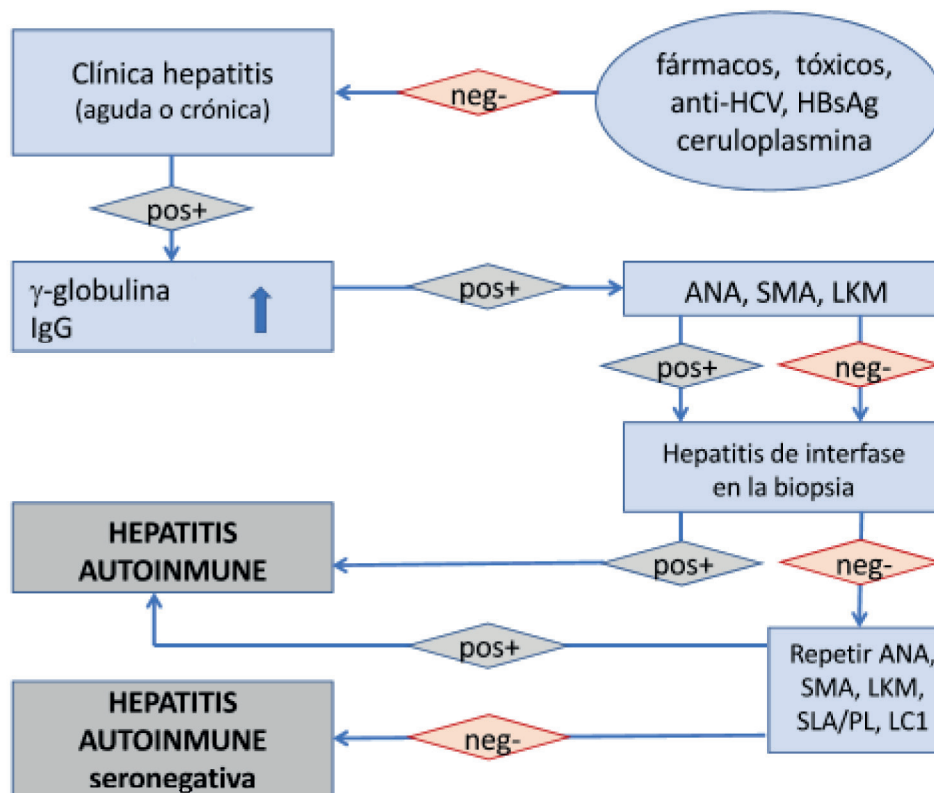 Clínica hepatitis
(aguda o crónica)
neg-
fármacos, tóxicos,
anti-HCV, HBsAg
ceruloplasmina
pos+
γ-globulina
IgG
pos+
ANA, SMA, LKM
pos+
neg-
Hepatitis de interfase
en la biopsia
HEPATITIS
AUTOINMUNE
pos+
neg-
pos+
Repetir ANA,
SMA, LKM,
SLA/PL, LC1
HEPATITIS
AUTOINMUNE
seronegativa
neg-